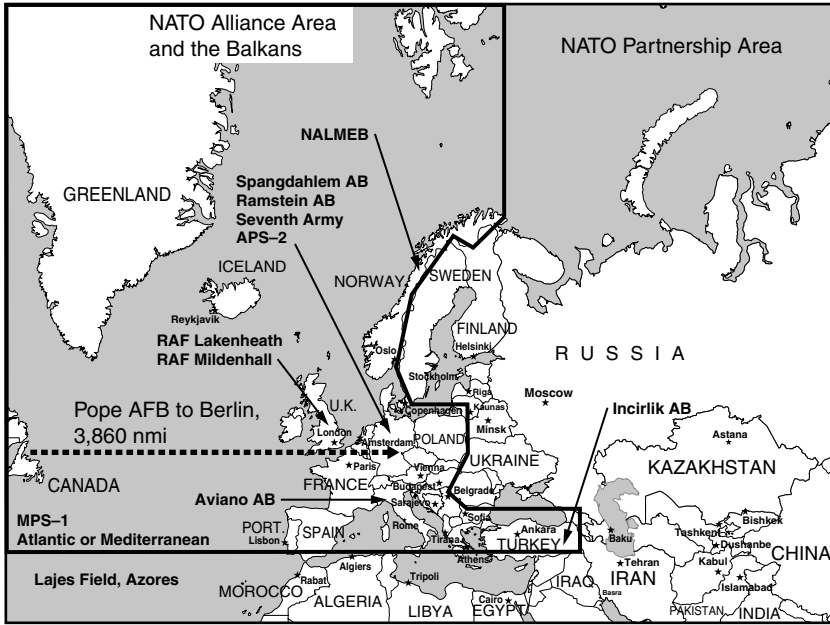 NATO Alliance Area
and the Balkans
NATO Partnership Area
NALMEB
GREENLAND
Spangdahlem AB
Ramstein AB
Seventh Army
APS–2
ICELAND
Reykjavik
NORWAY
SWEDEN
FINLAND
Helsinki
Oslo
Stockholm
RUSSIA
RAF Lakenheath
RAF Mildenhall
U.K.
London
Riga
Kaunas
Moscow
Copenhagen
Minsk
Incirlik AB
Pope AFB to Berlin,
3,860 nmi
Amsterdam
POLAND
UKRAINE
Astana
KAZAKHSTAN
CANADA
Paris
FRANCE
Vienna
Budapest
Belgrade
Aviano AB
Sarajevo
MPS–1
Atlantic or Mediterranean
PORT.
Lisbon
SPAIN
Rome
Sofia
Tirana
Athens
Ankara
TURKEY
Baku
Tashkent
Bishkek
Dushanbe
CHINA
Lajes Field, Azores
MOROCCO
Rabat
Algiers
ALGERIA
Tripoli
LIBYA
Cairo
EGYPT
IRAQ
Basra
Tehran
IRAN
Kabul
Islamabad
PAKISTAN
INDIA